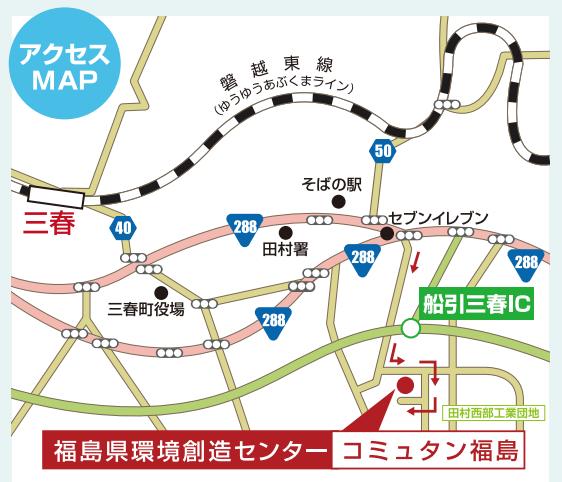 アクセス
MAP
磐越東線
(ゆうゆうあぶくまライン)
50
そばの駅
三春
40
288
セブンイレブン
田村署
288
288
三春町役場
船引三春IC
288
田村西部工業団地
福島県環境創造センター
コミュタン福島